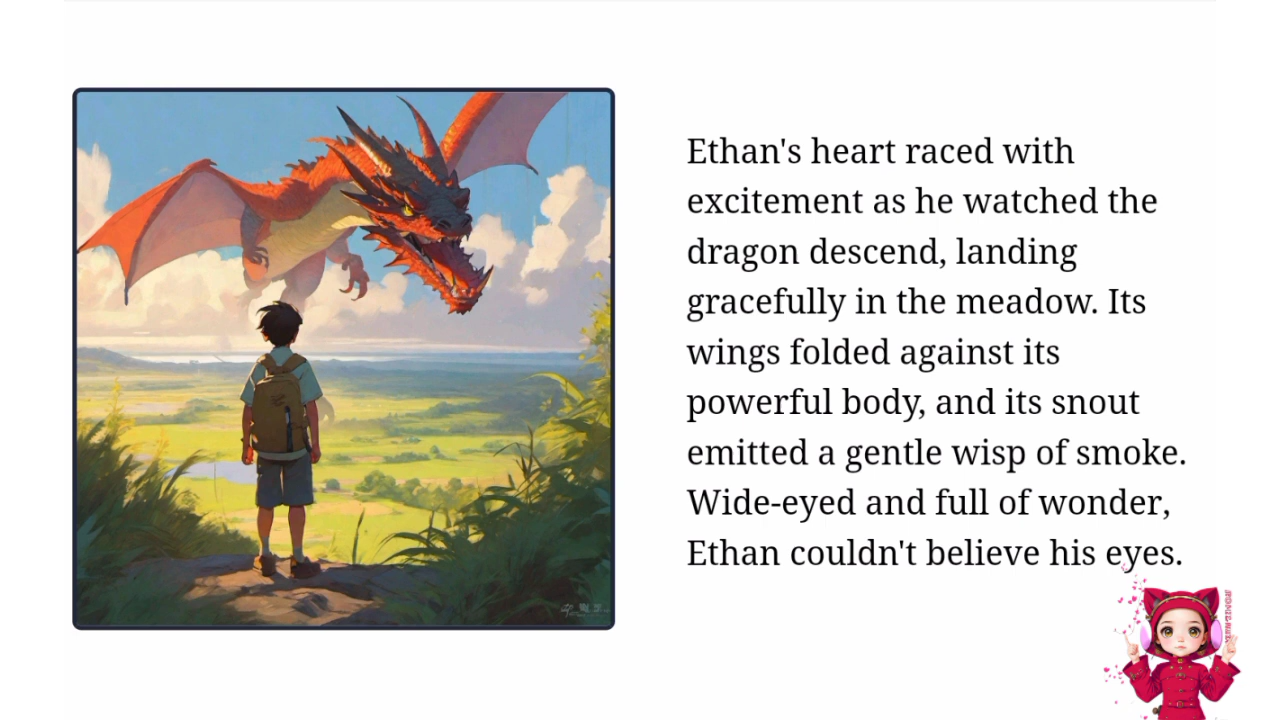 Ethan's heart raced with
excitement as he watched the
dragon descend, landing
gracefully in the meadow. Its
wings folded against its
powerful body, and its snout
emitted a gentle wisp of smoke.
Wide-eyed and full of wonder,
Ethan couldn't believe his eyes.